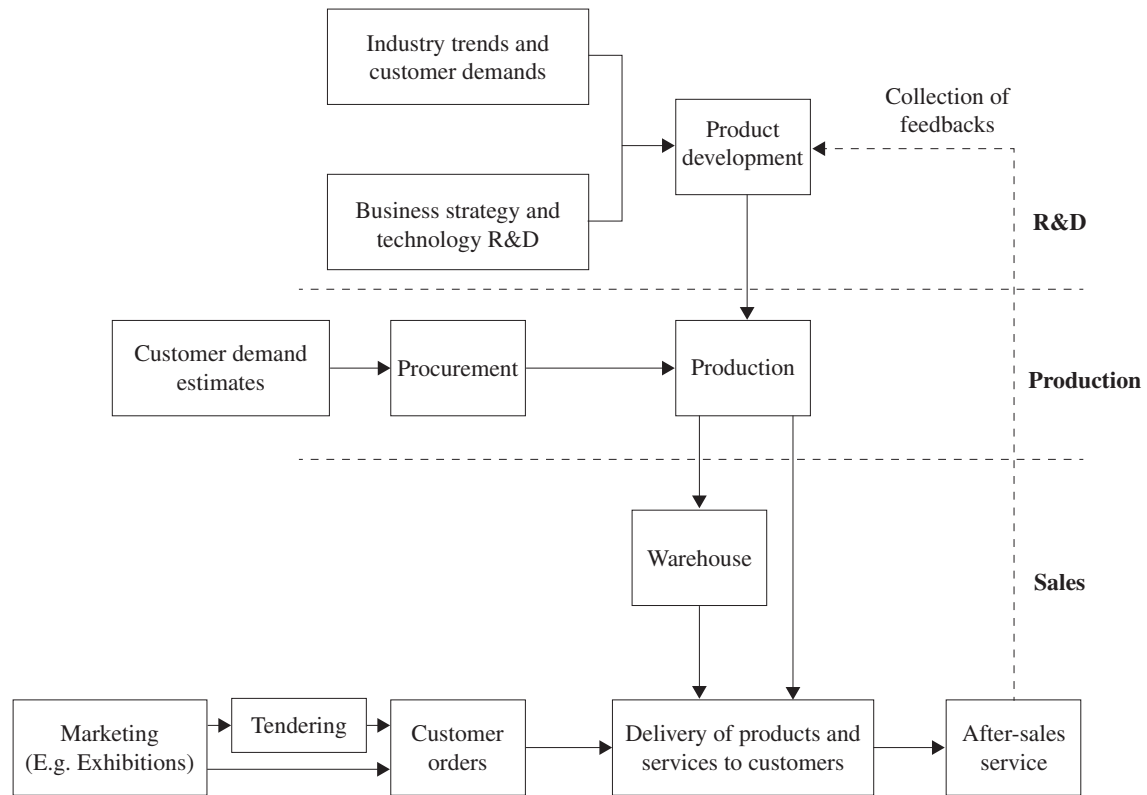 Industry trends and
customer demands
Collection of
feedbacks
Product
development
Business strategy and
technology R&D
R&D
Customer demand
estimates
Procurement
Production
Production
Warehouse
Sales
Marketing
(E.g. Exhibitions)
Tendering
Customer
orders
Delivery of products and
services to customers
After-sales
service